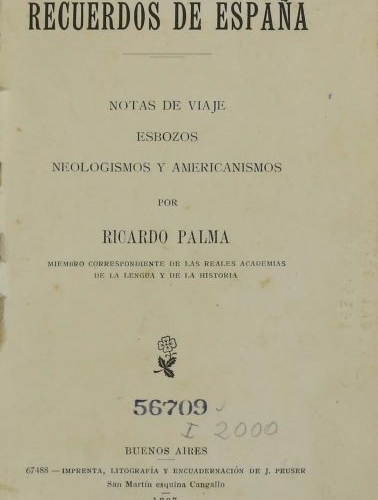 RECUERDOS DE ESPAÑA
NOTAS DE VIAJE
ESBOZOS
NEOLOGISMOS Y AMERICANISMOS
POR
RICARDO PALMA
MIEMBRO CORRESPONDIENTE DE LAS REALES ACADEMIAS
DE LA LENGUA Y DE LA HISTORIA
56709
I 2000
BUENOS AIRES
67488 — IMPRENTA, LITOGRAFÍA Y ENCUADERNACIÓN DE J. PEUSER
San Martín esquina Cangallo